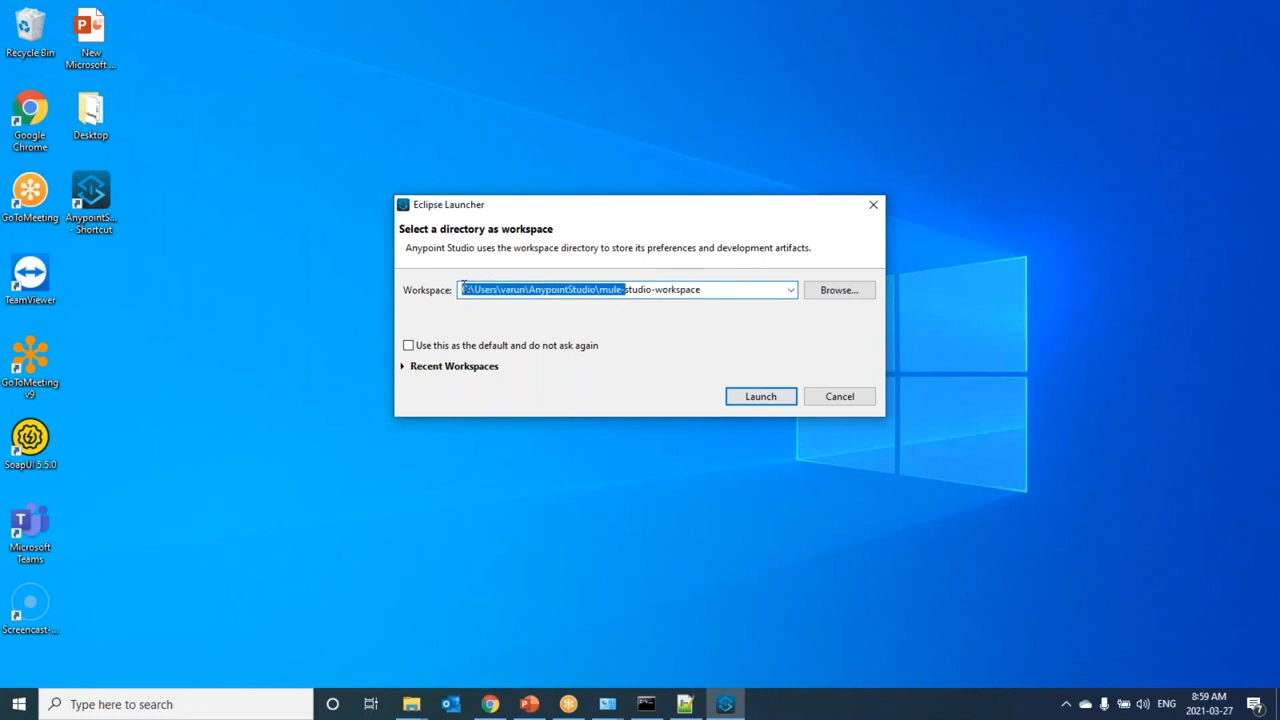 Recycle Bin
New
Microsoft ...
Google
Chrome
Desktop
GoToMeeting
AnypointS...
- Shortcut
TeamViewer
GoToMeeting
v9
SoapUI 5.5.0
Microsoft
Teams
Screencast-...
Eclipse Launcher
Select a directory as workspace
Anypoint Studio uses the workspace directory to store its preferences and development artifacts.
Workspace: C:\Users\varun\AnypointStudio\mule-studio-workspace
Browse...
Use this as the default and do not ask again
Recent Workspaces
Launch
Cancel
Type here to search
ENG
8:59 AM
2021-03-27